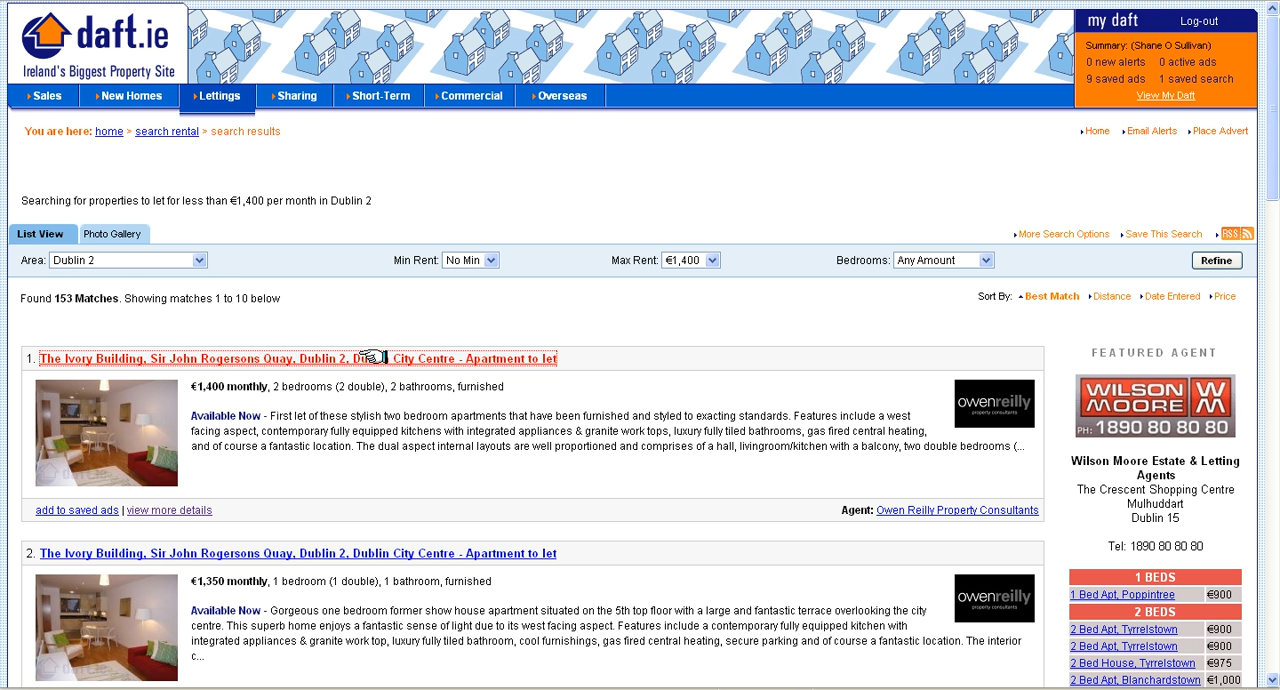 daft.ie
Ireland's Biggest Property Site
my daft Log-out
Summary: (Shane O Sullivan)
0 new alerts 0 active ads
9 saved ads 1 saved search
View My Daft
Sales New Homes Lettings Sharing Short-Term Commercial Overseas
You are here: home > search rental > search results
Home Email Alerts Place Advert
Searching for properties to let for less than €1,400 per month in Dublin 2
List View Photo Gallery
More Search Options Save This Search RSS
Area: Dublin 2 Min Rent: No Min Max Rent: €1,400 Bedrooms: Any Amount Refine
Found 153 Matches. Showing matches 1 to 10 below
Sort By: Best Match Distance Date Entered Price
1. The Ivory Building, Sir John Rogersons Quay, Dublin 2, City Centre - Apartment to let
€1,400 monthly, 2 bedrooms (2 double), 2 bathrooms, furnished
Available Now - First let of these stylish two bedroom apartments that have been furnished and styled to exacting standards. Features include a west
facing aspect, contemporary fully equipped kitchens with integrated appliances & granite work tops, luxury fully tiled bathrooms, gas fired central heating,
and of course a fantastic location. The dual aspect internal layouts are well proportioned and comprises of a hall, livingroom/kitchen with a balcony, two double bedrooms (...
owenreilly
property consultants
add to saved ads | view more details
Agent: Owen Reilly Property Consultants
2. The Ivory Building, Sir John Rogersons Quay, Dublin 2, Dublin City Centre - Apartment to let
€1,350 monthly, 1 bedroom (1 double), 1 bathroom, furnished
Available Now - Gorgeous one bedroom former show house apartment situated on the 5th top floor with a large and fantastic terrace overlooking the city
centre. This superb home enjoys a fantastic sense of light due to its west facing aspect. Features include a contemporary fully equipped kitchen with
integrated appliances & granite work top, luxury fully tiled bathroom, cool furnishings, gas fired central heating, secure parking and of course a fantastic location. The interior
c...
owenreilly
property consultants
FEATURED AGENT
WILSON MOORE WM
PH: 1890 80 80 80
Wilson Moore Estate & Letting
Agents
The Crescent Shopping Centre
Mulhuddart
Dublin 15
Tel: 1890 80 80 80
1 BEDS
1 Bed Apt, Poppintree €900
2 BEDS
2 Bed Apt, Tyrrelstown €900
2 Bed Apt, Tyrrelstown €900
2 Bed House, Tyrrelstown €975
2 Bed Apt, Blanchardstown €1,000